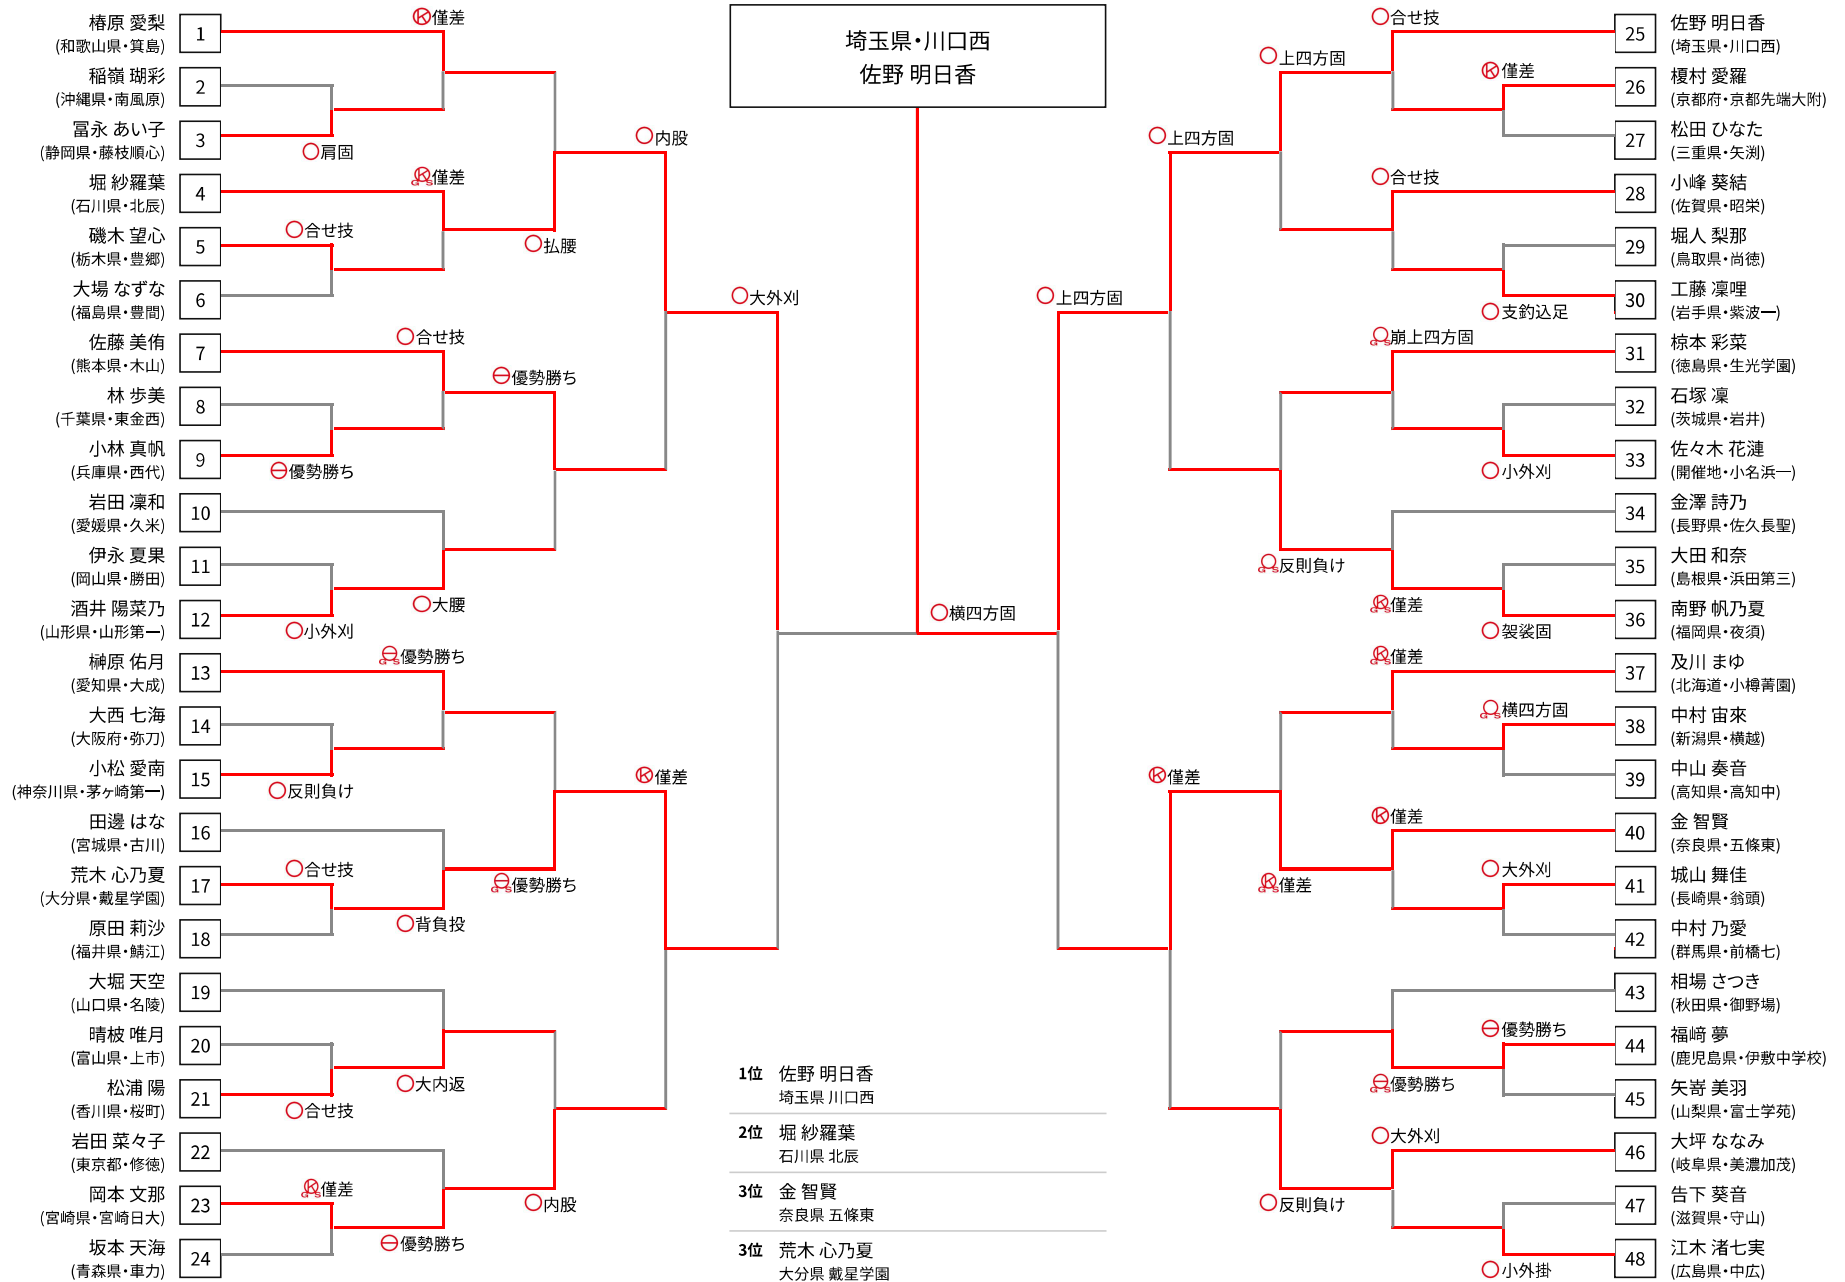 埼玉県・川口西
佐野 明日香
椿原 愛梨
(和歌山県・箕島)
1
稲嶺 瑚彩
(沖縄県・南風原)
2
冨永 あい子
(静岡県・藤枝順心)
3
堀 紗羅葉
(石川県・北辰)
4
磯木 望心
(栃木県・豊郷)
5
大場 なずな
(福島県・豊間)
6
佐藤 美侑
(熊本県・木山)
7
林 歩美
(千葉県・東金西)
8
小林 真帆
(兵庫県・西代)
9
岩田 凜和
(愛媛県・久米)
10
伊永 夏果
(岡山県・勝田)
11
酒井 陽菜乃
(山形県・山形第一)
12
榊原 佑月
(愛知県・大成)
13
大西 七海
(大阪府・弥刀)
14
小松 愛南
(神奈川県・茅ヶ崎第一)
15
田邊 はな
(宮城県・古川)
16
荒木 心乃夏
(大分県・戴星学園)
17
原田 莉沙
(福井県・鯖江)
18
大堀 天空
(山口県・名陵)
19
晴柀 唯月
(富山県・上市)
20
松浦 陽
(香川県・桜町)
21
岩田 菜々子
(東京都・修徳)
22
岡本 文那
(宮崎県・宮崎日大)
23
坂本 天海
(青森県・車力)
24
僅差
肩固
GS僅差
合せ技
払腰
内股
合せ技
優勢勝ち
優勢勝ち
大腰
小外刈
大外刈
GS優勢勝ち
反則負け
僅差
合せ技
GS優勢勝ち
背負投
大内返
合せ技
GS僅差
内股
優勢勝ち
横四方固
25
佐野 明日香
(埼玉県・川口西)
26
榎村 愛羅
(京都府・京都先端大附)
27
松田 ひなた
(三重県・矢渕)
28
小峰 葵結
(佐賀県・昭栄)
29
堀人 梨那
(鳥取県・尚徳)
30
工藤 凜哩
(岩手県・紫波一)
31
椋本 彩菜
(徳島県・生光学園)
32
石塚 凜
(茨城県・岩井)
33
佐々木 花漣
(開催地・小名浜一)
34
金澤 詩乃
(長野県・佐久長聖)
35
大田 和奈
(島根県・浜田第三)
36
南野 帆乃夏
(福岡県・夜須)
37
及川 まゆ
(北海道・小樽菁園)
38
中村 宙來
(新潟県・横越)
39
中山 奏音
(高知県・高知中)
40
金 智賢
(奈良県・五條東)
41
城山 舞佳
(長崎県・翁頭)
42
中村 乃愛
(群馬県・前橋七)
43
相場 さつき
(秋田県・御野場)
44
福﨑 夢
(鹿児島県・伊敷中学校)
45
矢嵜 美羽
(山梨県・富士学苑)
46
大坪 ななみ
(岐阜県・美濃加茂)
47
告下 葵音
(滋賀県・守山)
48
江木 渚七実
(広島県・中広)
合せ技
上四方固
僅差
上四方固
合せ技
上四方固
支釣込足
GS崩上四方固
小外刈
GS反則負け
GS僅差
袈裟固
GS僅差
GS横四方固
僅差
僅差
大外刈
GS僅差
優勢勝ち
GS優勢勝ち
大外刈
反則負け
小外掛
1位 佐野 明日香
埼玉県 川口西
2位 堀 紗羅葉
石川県 北辰
3位 金 智賢
奈良県 五條東
3位 荒木 心乃夏
大分県 戴星学園